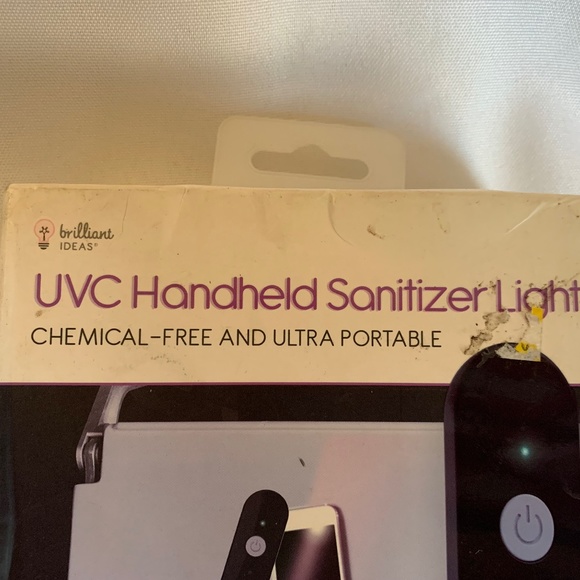 brilliant
IDEAS®
UVC Handheld Sanitizer Light
CHEMICAL-FREE AND ULTRA PORTABLE